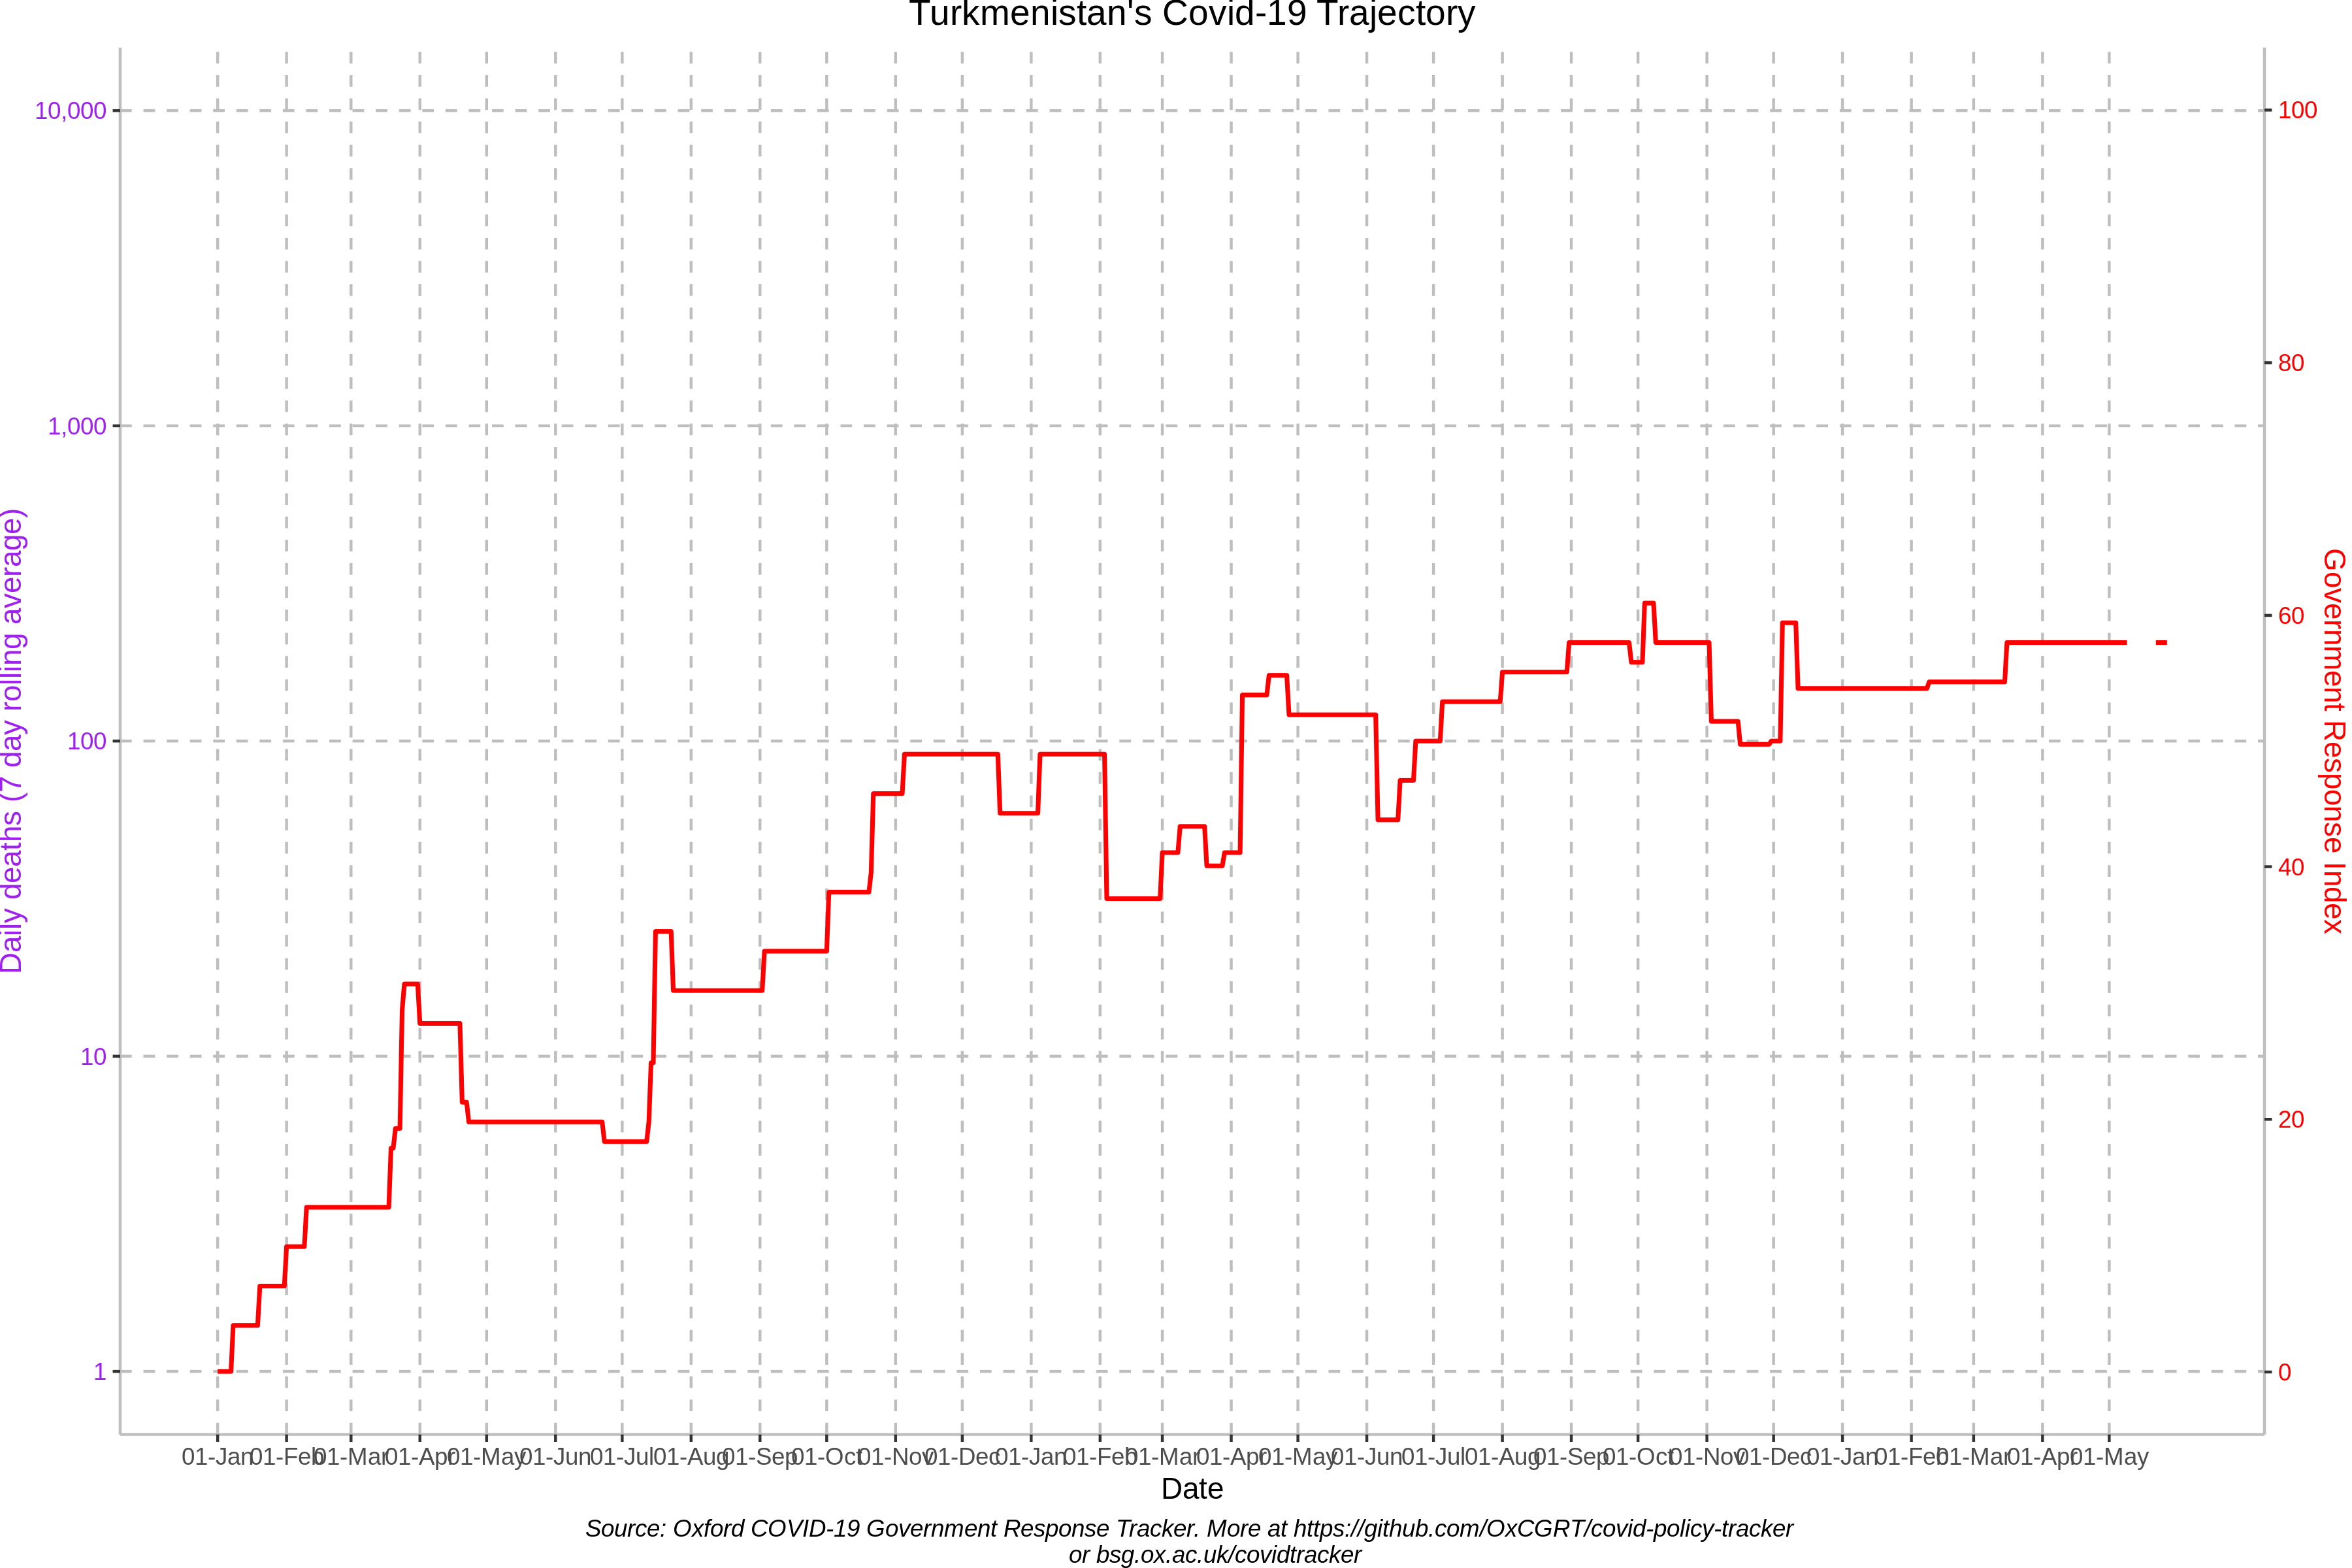 Turkmenistan's Covid-19 Trajectory
10,000
1,000
100
10
1
Daily deaths (7 day rolling average)
100
80
60
40
20
0
Government Response Index
01-Jan 01-Feb 01-Mar 01-Apr 01-May 01-Jun 01-Jul 01-Aug 01-Sep 01-Oct 01-Nov 01-Dec 01-Jan 01-Feb 01-Mar 01-Apr 01-May 01-Jun 01-Jul 01-Aug 01-Sep 01-Oct 01-Nov 01-Dec 01-Jan 01-Feb 01-Mar 01-Apr 01-May
Date
Source: Oxford COVID-19 Government Response Tracker. More at https://github.com/OxCGRT/covid-policy-tracker
or bsg.ox.ac.uk/covidtracker